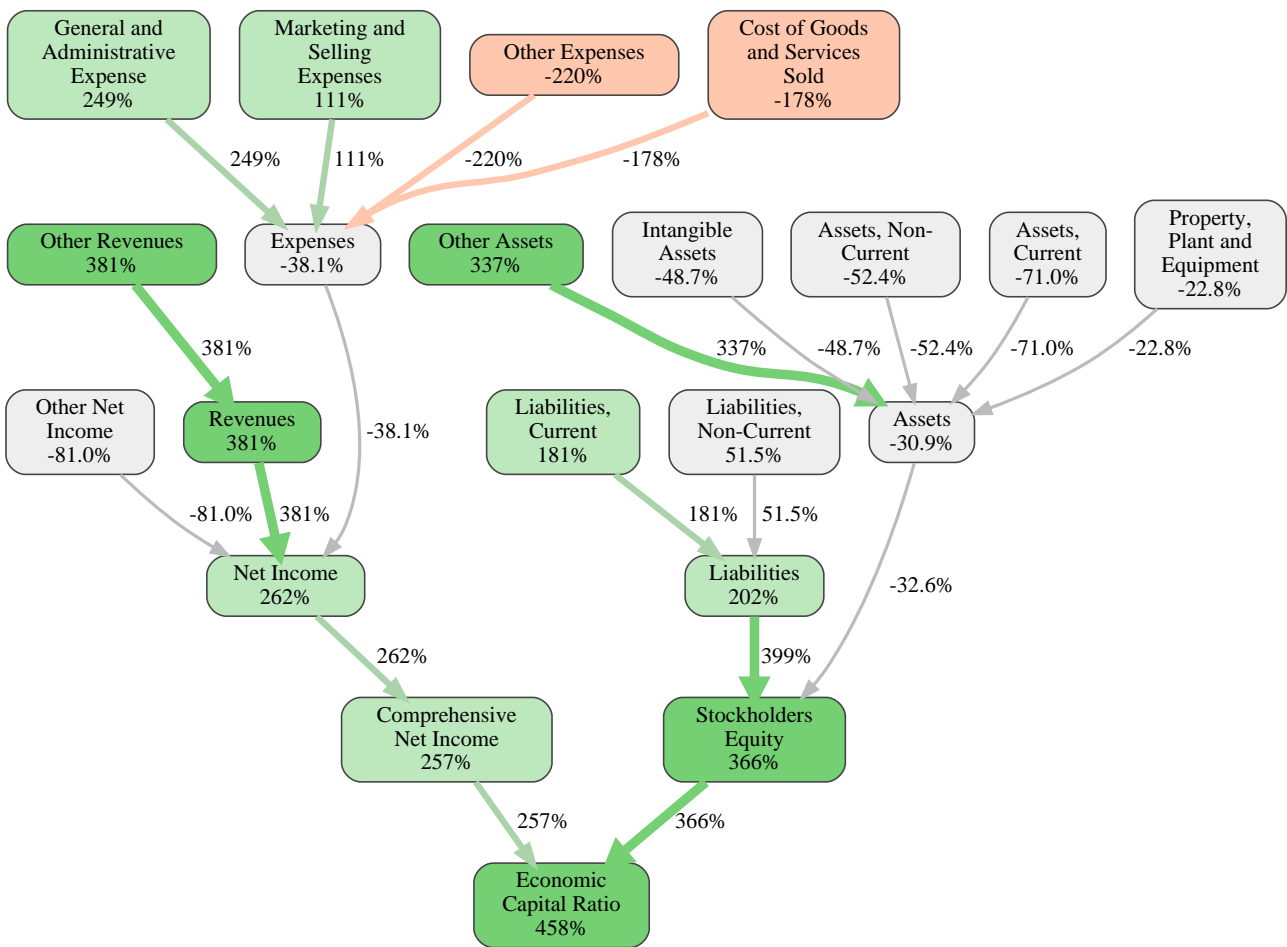 General and
Administrative
Expense
249%
Marketing and
Selling
Expenses
111%
Other Expenses
-220%
Cost of Goods
and Services
Sold
-178%
249%
111%
-220%
-178%
Other Revenues
381%
Expenses
-38.1%
Other Assets
337%
Intangible
Assets
-48.7%
Assets, Non-
Current
-52.4%
Assets,
Current
-71.0%
Property,
Plant and
Equipment
-22.8%
381%
337%
-48.7%
-52.4%
-71.0%
-22.8%
Other Net
Income
-81.0%
Revenues
381%
-38.1%
Liabilities,
Current
181%
Liabilities,
Non-Current
51.5%
Assets
-30.9%
-81.0%
381%
181%
51.5%
Net Income
262%
Liabilities
202%
-32.6%
262%
399%
Comprehensive
Net Income
257%
Stockholders
Equity
366%
257%
366%
Economic
Capital Ratio
458%